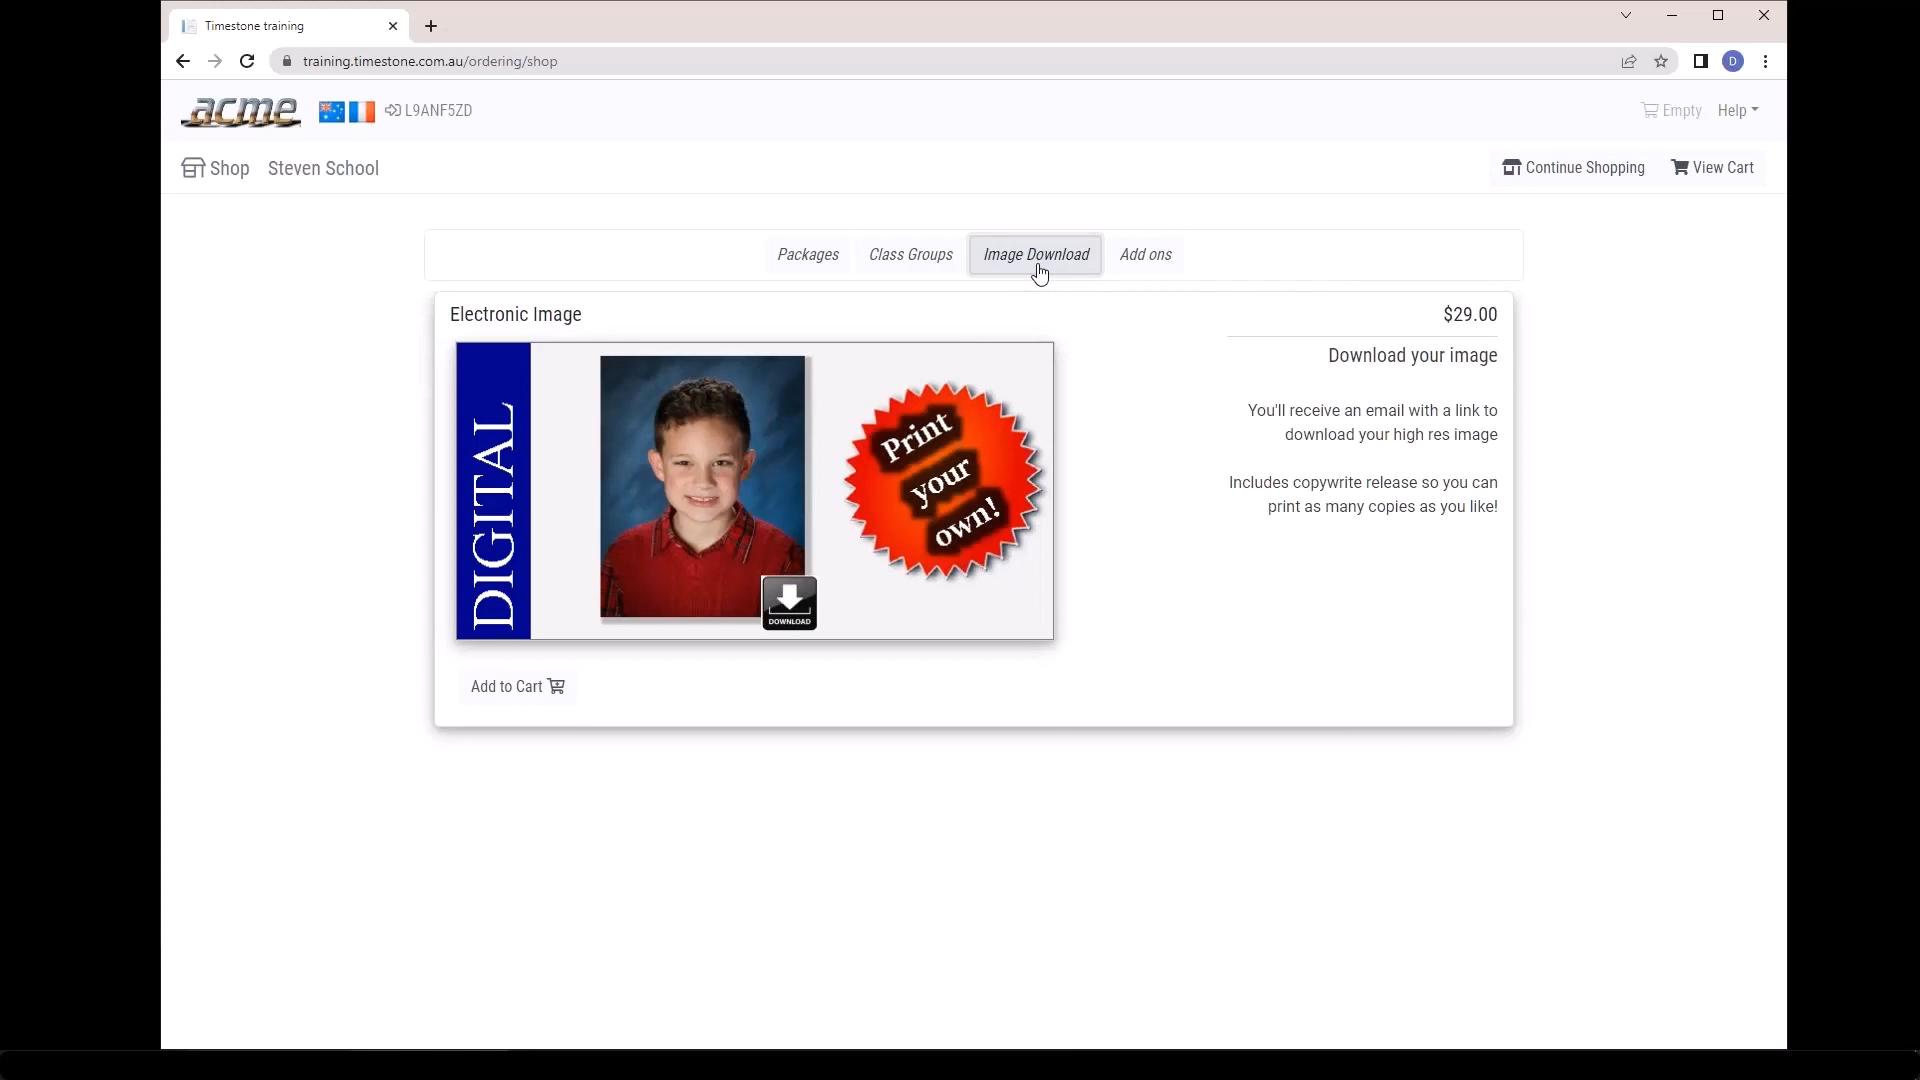 Timestone training
training.timestone.com.au/ordering/shop
D
acme
L9ANF5ZD
Empty
Help
Shop
Steven School
Continue Shopping
View Cart
Packages
Class Groups
Image Download
Add ons
Electronic Image
$29.00
DIGITAL
Print
your
own!
DOWNLOAD
Download your image
You'll receive an email with a link to
download your high res image
Includes copywrite release so you can
print as many copies as you like!
Add to Cart